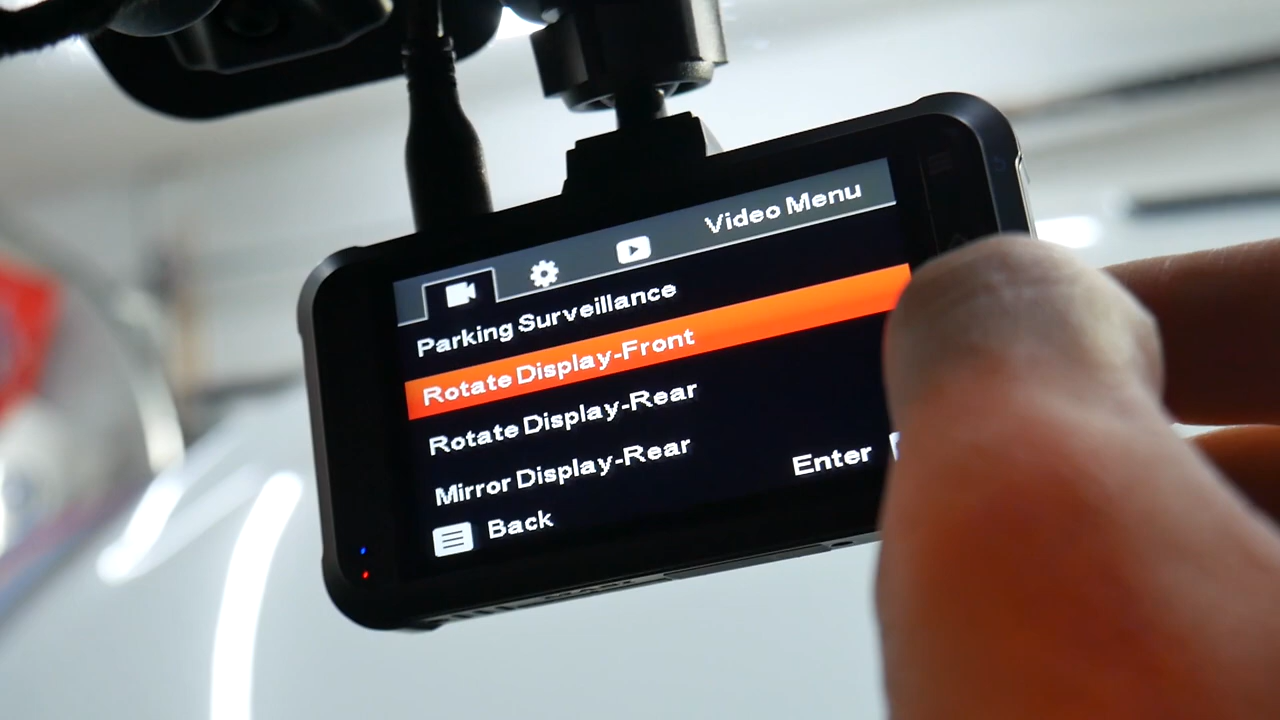 Video Menu
Parking Surveillance
Rotate Display-Front
Rotate Display-Rear
Mirror Display-Rear
Enter
Back